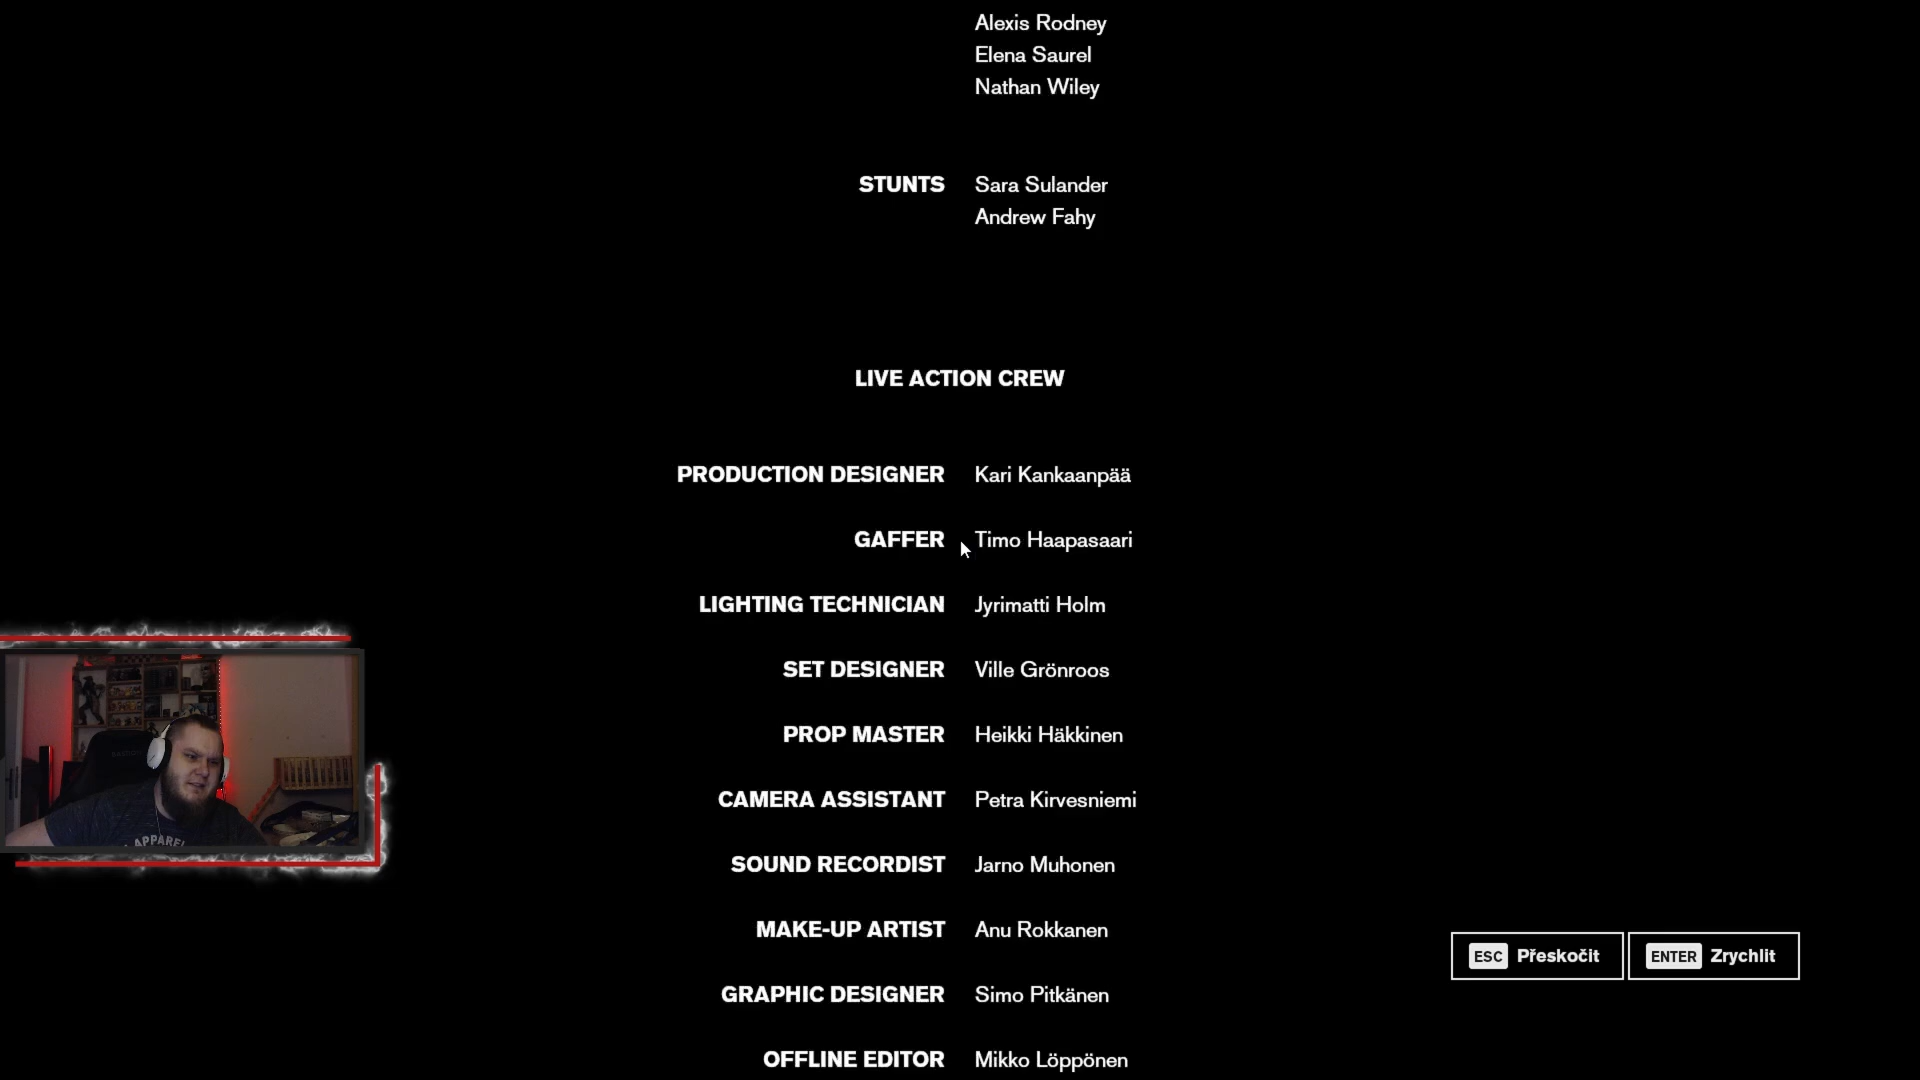 Alexis Rodney
Elena Saurel
Nathan Wiley
STUNTS Sara Sulander
Andrew Fahy
LIVE ACTION CREW
PRODUCTION DESIGNER Kari Kankaanpää
GAFFER Timo Haapasaari
LIGHTING TECHNICIAN Jyrimatti Holm
SET DESIGNER Ville Grönroos
PROP MASTER Heikki Häkkinen
CAMERA ASSISTANT Petra Kirvesniemi
SOUND RECORDIST Jarno Muhonen
MAKE-UP ARTIST Anu Rokkanen
GRAPHIC DESIGNER Simo Pitkänen
OFFLINE EDITOR Mikko Löppönen
APPAREL
ESC Přeskočit
ENTER Zrychlit